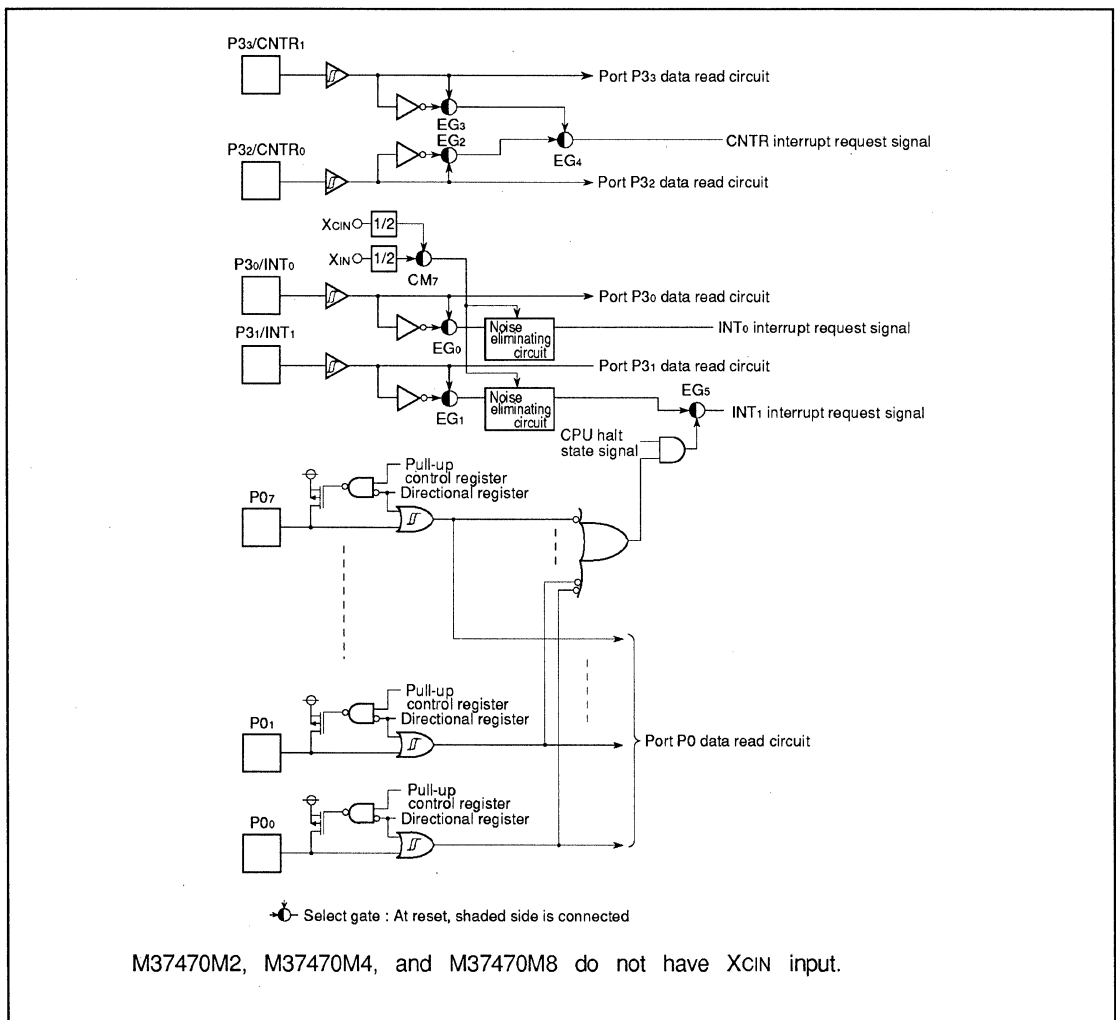 P3₃/CNTR₁
Port P3₃ data read circuit
EG₃
EG₂
P3₂/CNTR₀
EG₄
CNTR interrupt request signal
Port P3₂ data read circuit
XCIN
1/2
XIN
1/2
CM₇
P3₀/INT₀
Port P3₀ data read circuit
Noise
eliminating
circuit
INT₀ interrupt request signal
EG₀
P3₁/INT₁
Port P3₁ data read circuit
EG₅
Noise
eliminating
circuit
INT₁ interrupt request signal
EG₁
CPU halt
state signal
Pull-up
control register
Directional register
P0₇
Pull-up
control register
Directional register
P0₁
Port P0 data read circuit
Pull-up
control register
Directional register
P0₀
Select gate : At reset, shaded side is connected
M37470M2, M37470M4, and M37470M8 do not have XCIN input.